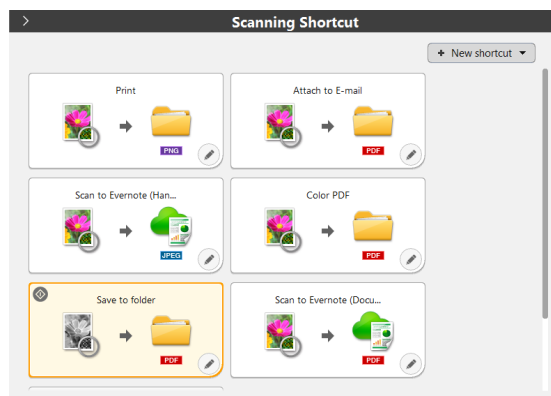 Scanning Shortcut
+ New shortcut
Print
PNG
Attach to E-mail
PDF
Scan to Evernote (Han...
JPEG
Color PDF
PDF
Save to folder
PDF
Scan to Evernote (Docu...
PDF